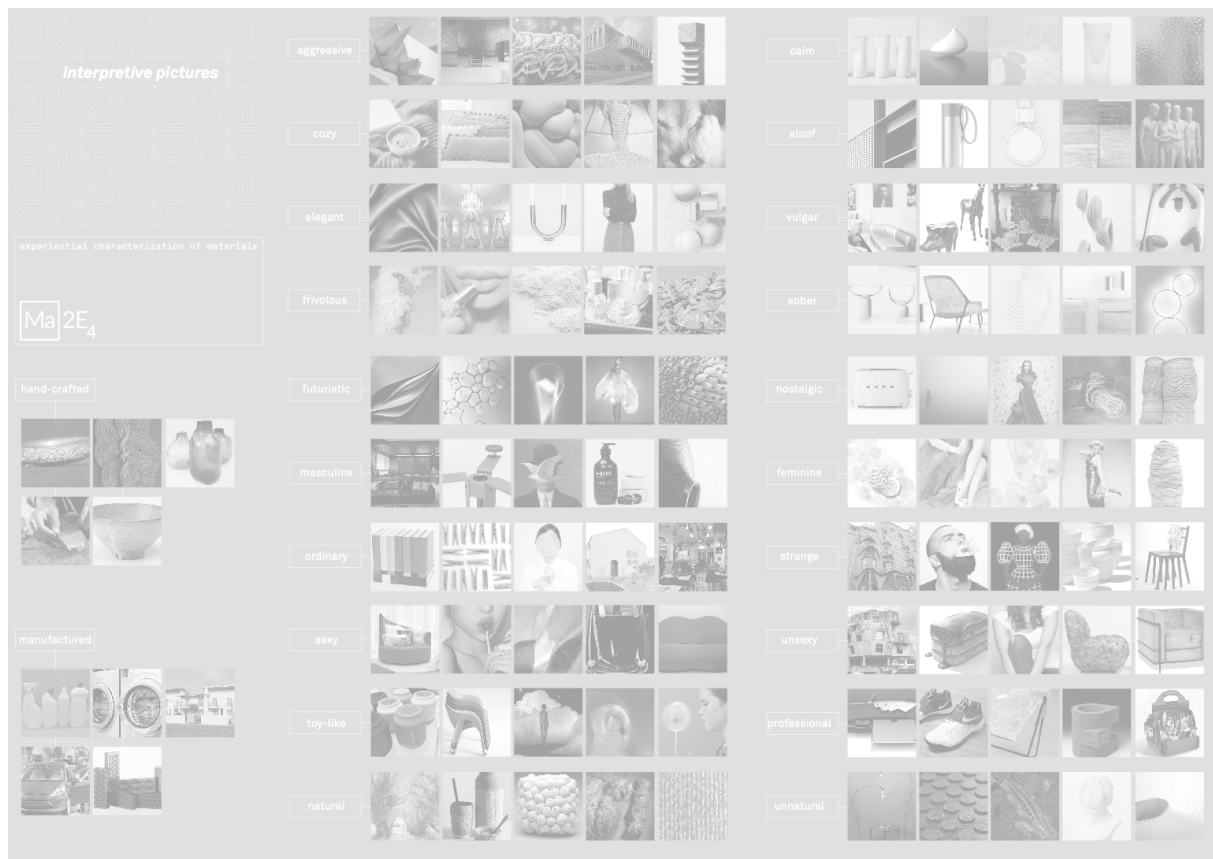 interpretive pictures
experiential characterization of materials
Ma2E4
hand-crafted
manufactured
aggressive
cozy
elegant
frivolous
futuristic
masculine
ordinary
sexy
toy-like
natural
calm
aloof
vulgar
sober
nostalgic
feminine
strange
unsexy
professional
unnatural